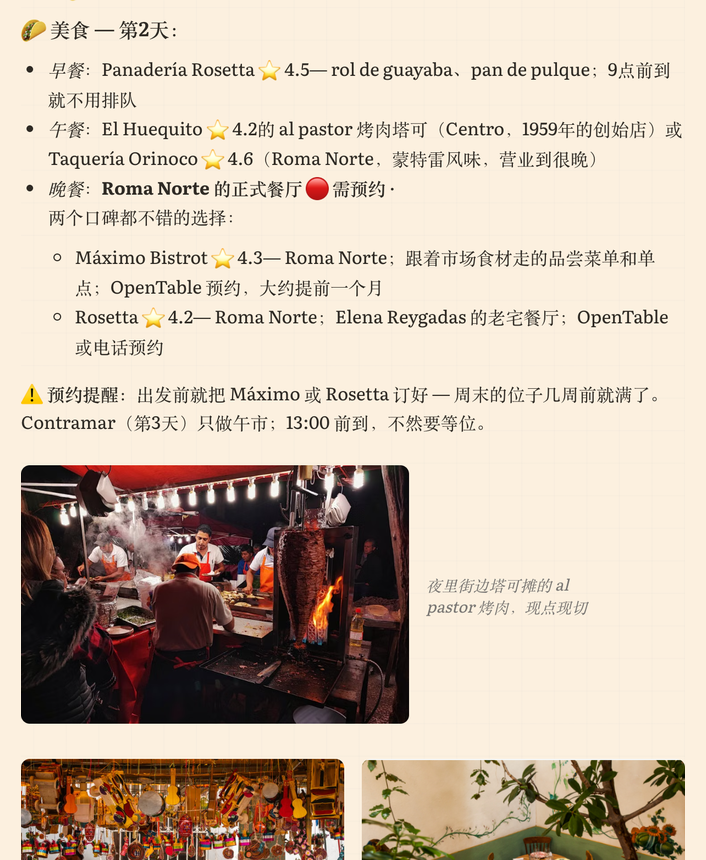 🌮 美食 — 第2天：
• 早餐：Panadería Rosetta ⭐ 4.5— rol de guayaba、pan de pulque；9点前到
就不用排队
• 午餐：El Huequito ⭐ 4.2的 al pastor 烤肉塔可（Centro，1959年的创始店）或
Taquería Orinoco ⭐ 4.6（Roma Norte，蒙特雷风味，营业到很晚）
• 晚餐：Roma Norte 的正式餐厅 🔴 需预约 ·
两个口碑都不错的选择：
◦ Máximo Bistrot ⭐ 4.3— Roma Norte；跟着市场食材走的品尝菜单和单
点；OpenTable 预约，大约提前一个月
◦ Rosetta ⭐ 4.2— Roma Norte；Elena Reygadas 的老宅餐厅；OpenTable
或电话预约
⚠️ 预约提醒：出发前就把 Máximo 或 Rosetta 订好 — 周末的位子几周前就满了。
Contramar（第3天）只做午市；13:00 前到，不然要等位。
夜里街边塔可摊的 al
pastor 烤肉，现点现切